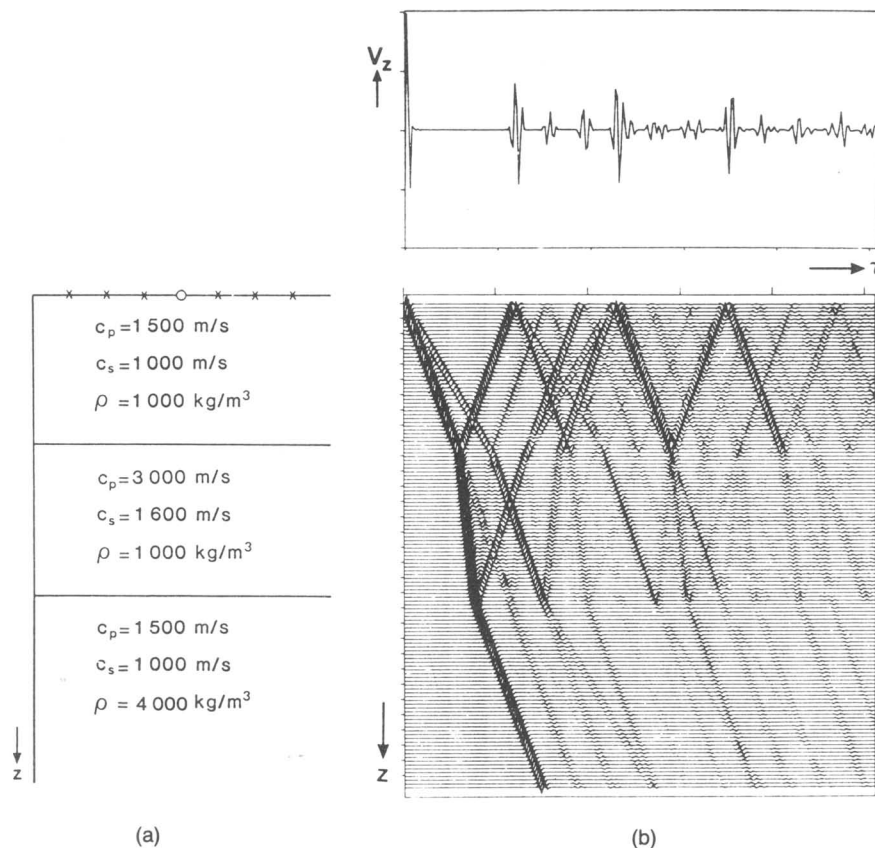 V_z
τ
c_p = 1 500 m/s
c_s = 1 000 m/s
ρ = 1 000 kg/m³
c_p = 3 000 m/s
c_s = 1 600 m/s
ρ = 1 000 kg/m³
c_p = 1 500 m/s
c_s = 1 000 m/s
ρ = 4 000 kg/m³
z
z
(a)
(b)